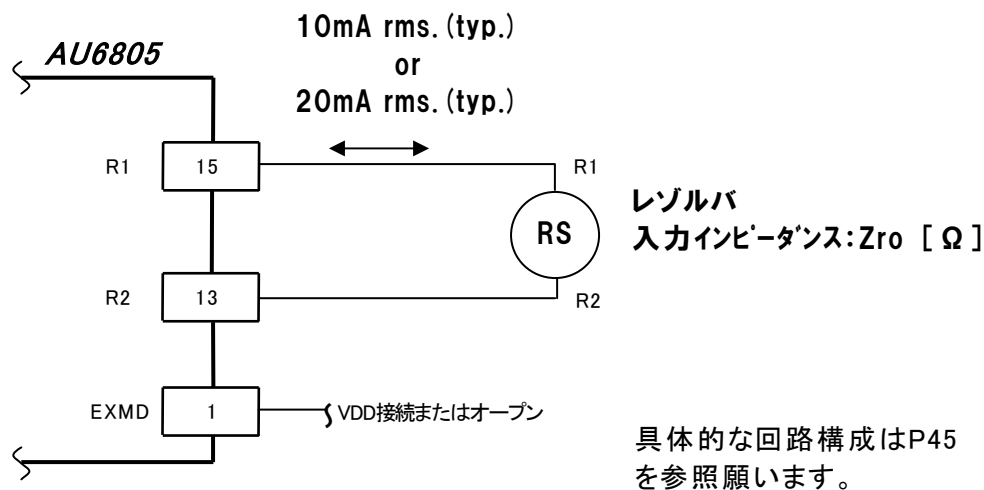 10mA rms.(typ.)
or
20mA rms.(typ.)
AU6805
R1
15
R1
RS
レゾルバ
入力インピーダンス:Zro [Ω]
R2
13
R2
EXMD
1
VDD接続またはオープン
具体的な回路構成はP45
を参照願います。